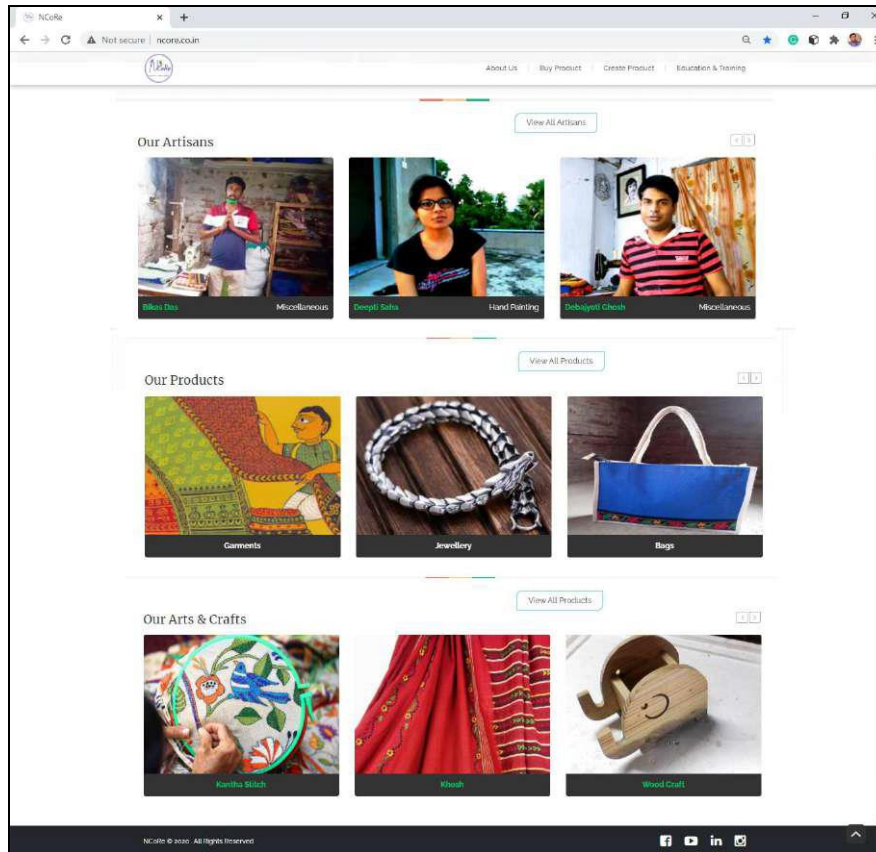 NCoRe
Not secure | ncore.co.in
NCoRe
About Us | Buy Product | Create Product | Education & Training
View All Artisans
Our Artisans
Bikas Das Miscellaneous
Deepti Saha Hand Painting
Debajyoti Ghosh Miscellaneous
View All Products
Our Products
Garments
Jewellery
Bags
View All Products
Our Arts & Crafts
Kantha Stitch
Khesh
Wood Craft
NCoRe © 2020 . All Rights Reserved